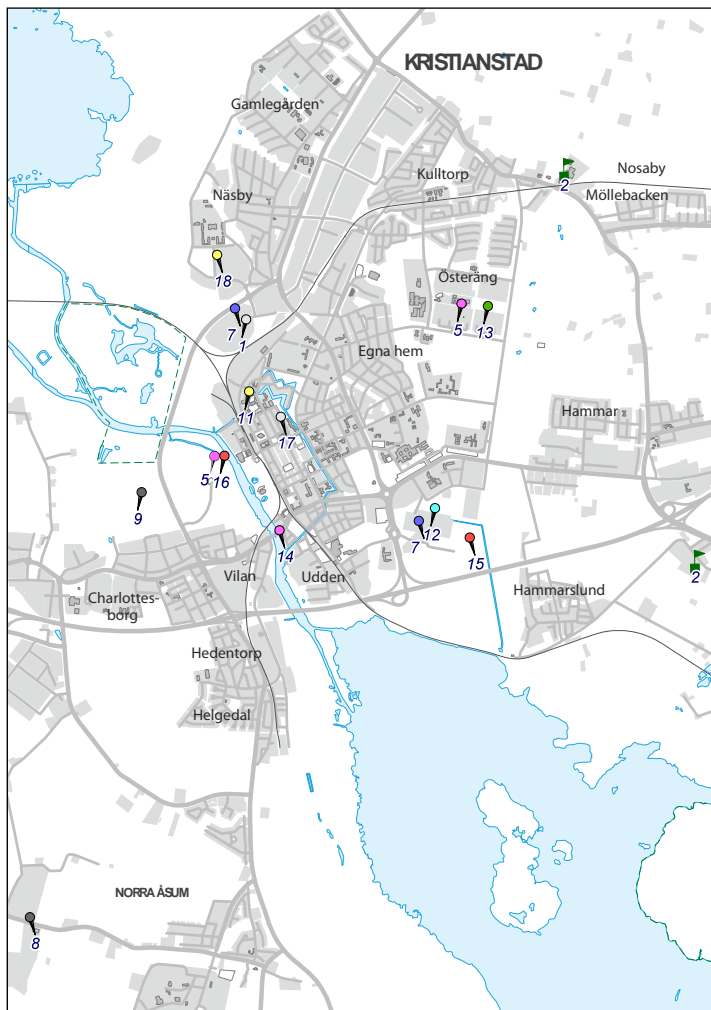 KRISTIANSTAD
Gamlegården
Kulltorp
Nosaby
2
Möllebacken
Näsby
18
Österäng
7
1
5
13
Egna hem
11
Hammar
17
5
16
9
12
7
14
15
2
Vilan
Udden
Hammarslund
Charlottes-
borg
Hedentorp
Helgedal
NORRA ÅSUM
8